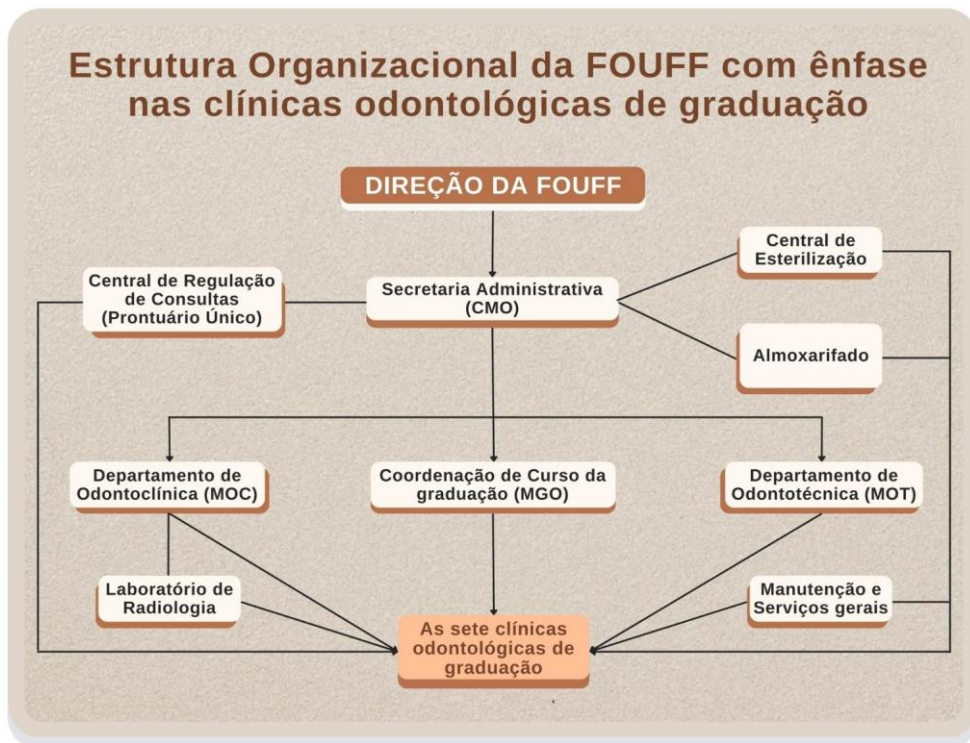 Estrutura Organizacional da FOUFF com ênfase
nas clínicas odontológicas de graduação
DIREÇÃO DA FOUFF
Central de
Esterilização
Central de Regulação
de Consultas
(Prontuário Único)
Secretaria Administrativa
(CMO)
Almoxarifado
Departamento de
Odontoclínica (MOC)
Coordenação de Curso da
graduação (MGO)
Departamento de
Odontotécnica (MOT)
Laboratório de
Radiologia
Manutenção e
Serviços gerais
As sete clínicas
odontológicas de
graduação